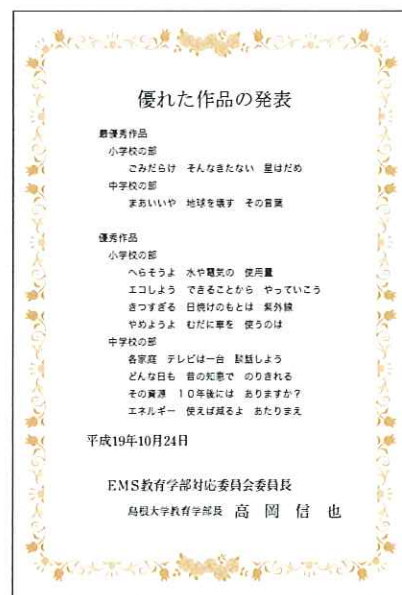 優れた作品の発表
最優秀作品
小学校の部
ごみだらけ そんなきたない 星はだめ
中学校の部
まあいいや 地球を壊す その言葉
優秀作品
小学校の部
へらそうよ 水や電気の 使用量
エコしよう できることから やっていこう
きつすぎる 日焼けのもとは 紫外線
やめようよ むだに車を 使うのは
中学校の部
各家庭 テレビは一台 談話しよう
どんな日も 昔の知恵で のりきれる
その資源 10年後には ありますか?
エネルギー 使えば減るよ あたりまえ
平成19年10月24日
EMS教育学部対応委員会委員長
島根大学教育学部長 高岡信也